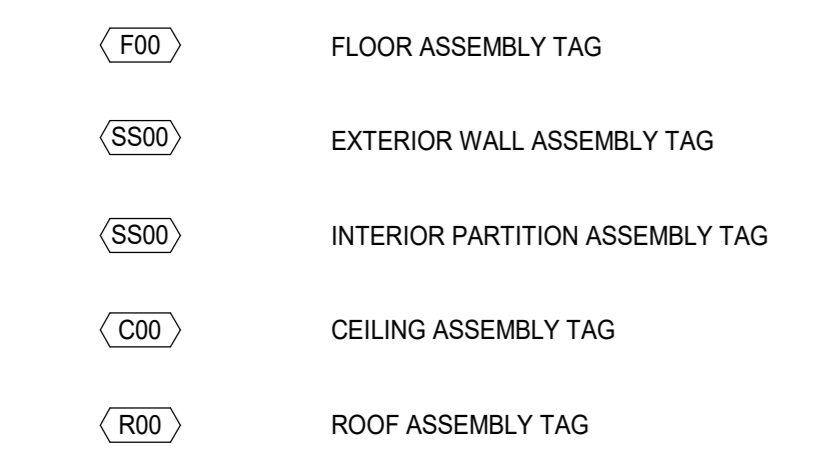 F00 FLOOR ASSEMBLY TAG
SS00 EXTERIOR WALL ASSEMBLY TAG
SS00 INTERIOR PARTITION ASSEMBLY TAG
C00 CEILING ASSEMBLY TAG
R00 ROOF ASSEMBLY TAG